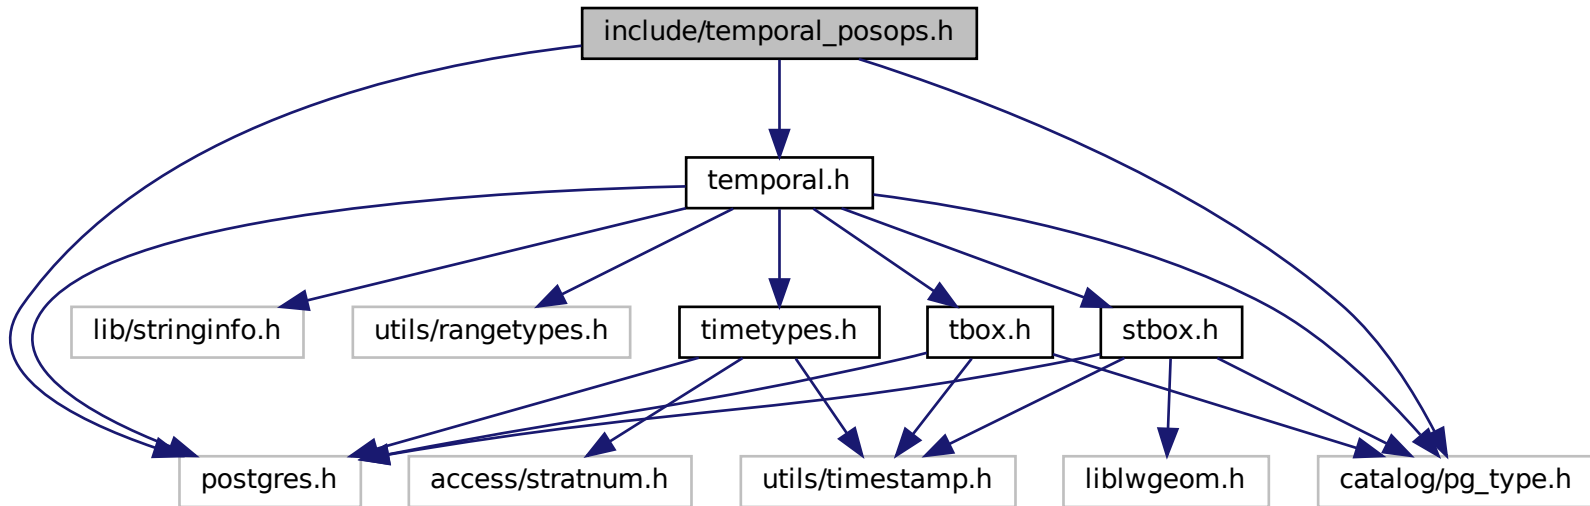 include/temporal_posops.h
temporal.h
lib/stringinfo.h
utils/rangetypes.h
timetypes.h
tbox.h
stbox.h
postgres.h
access/stratnum.h
utils/timestamp.h
liblwgeom.h
catalog/pg_type.h